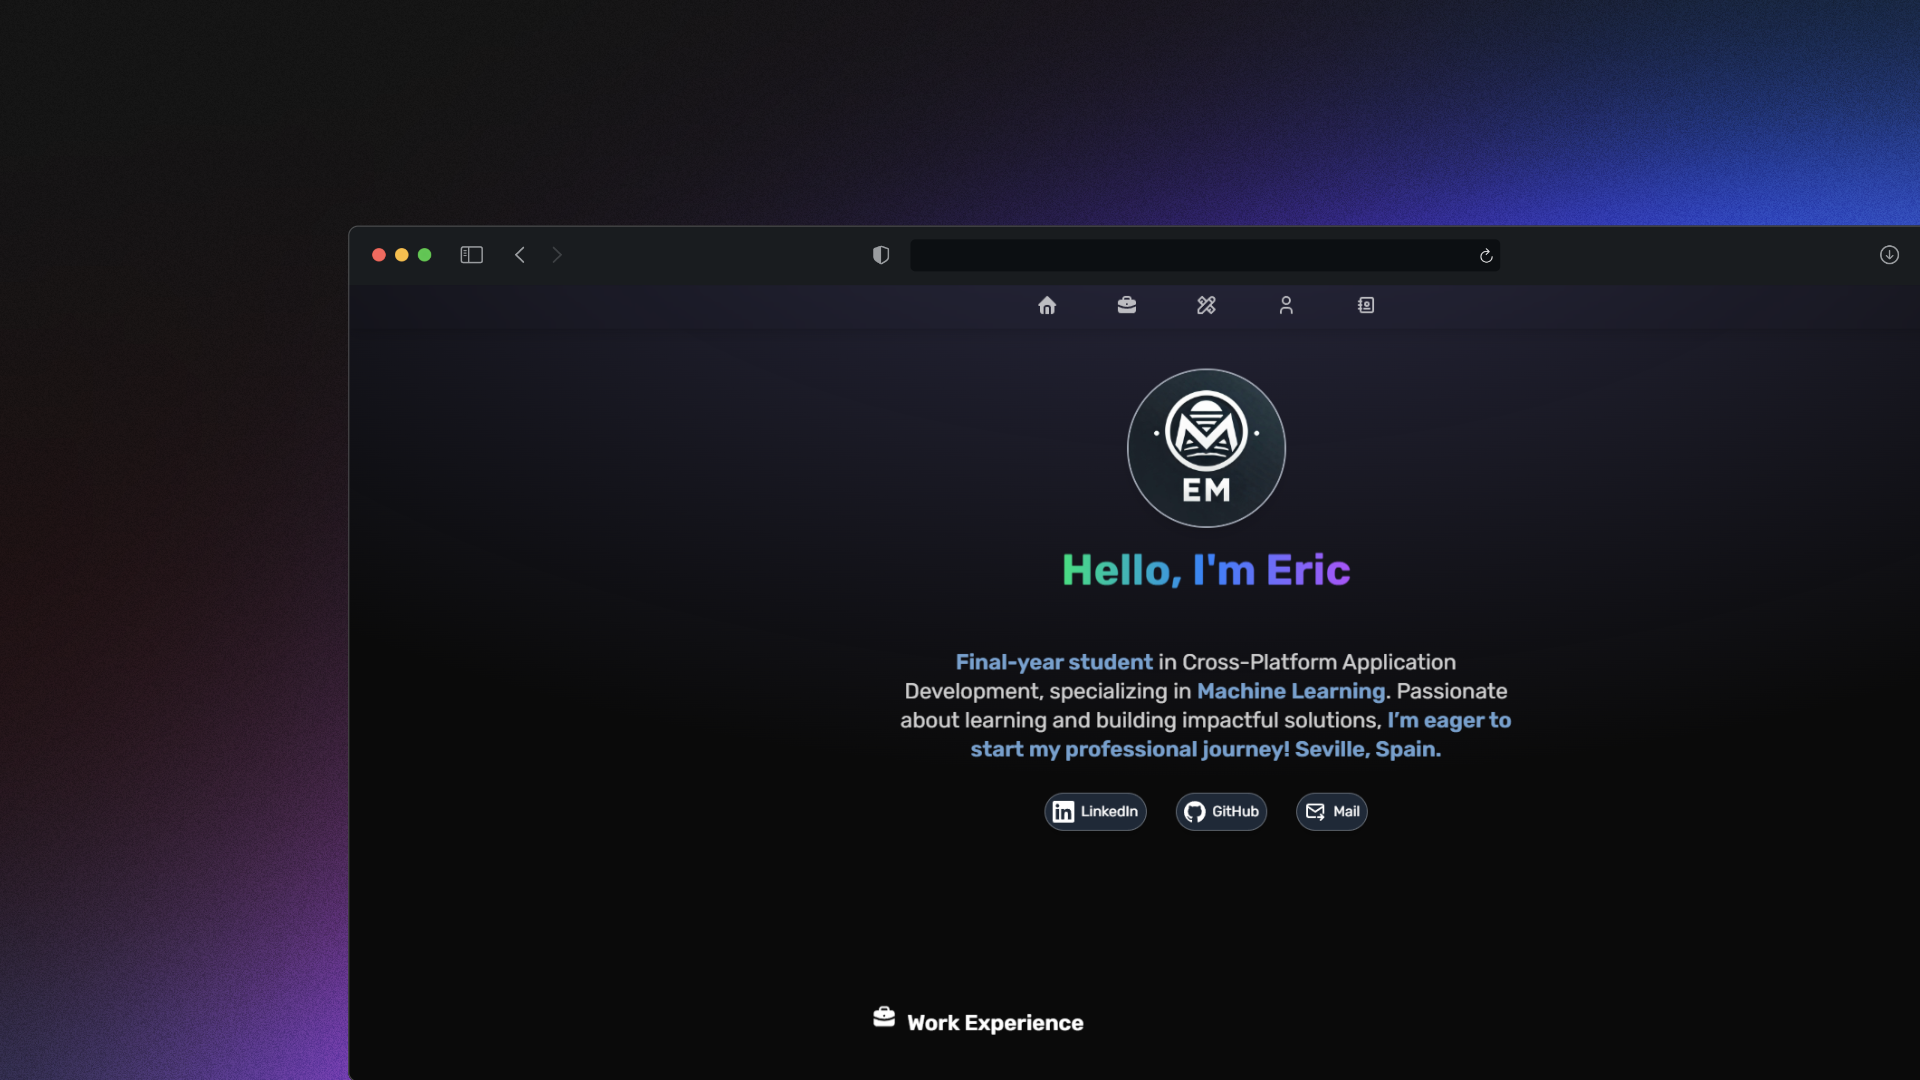 EM
Hello, I'm Eric
Final-year student in Cross-Platform Application
Development, specializing in Machine Learning. Passionate
about learning and building impactful solutions, I’m eager to
start my professional journey! Seville, Spain.
LinkedIn
GitHub
Mail
Work Experience